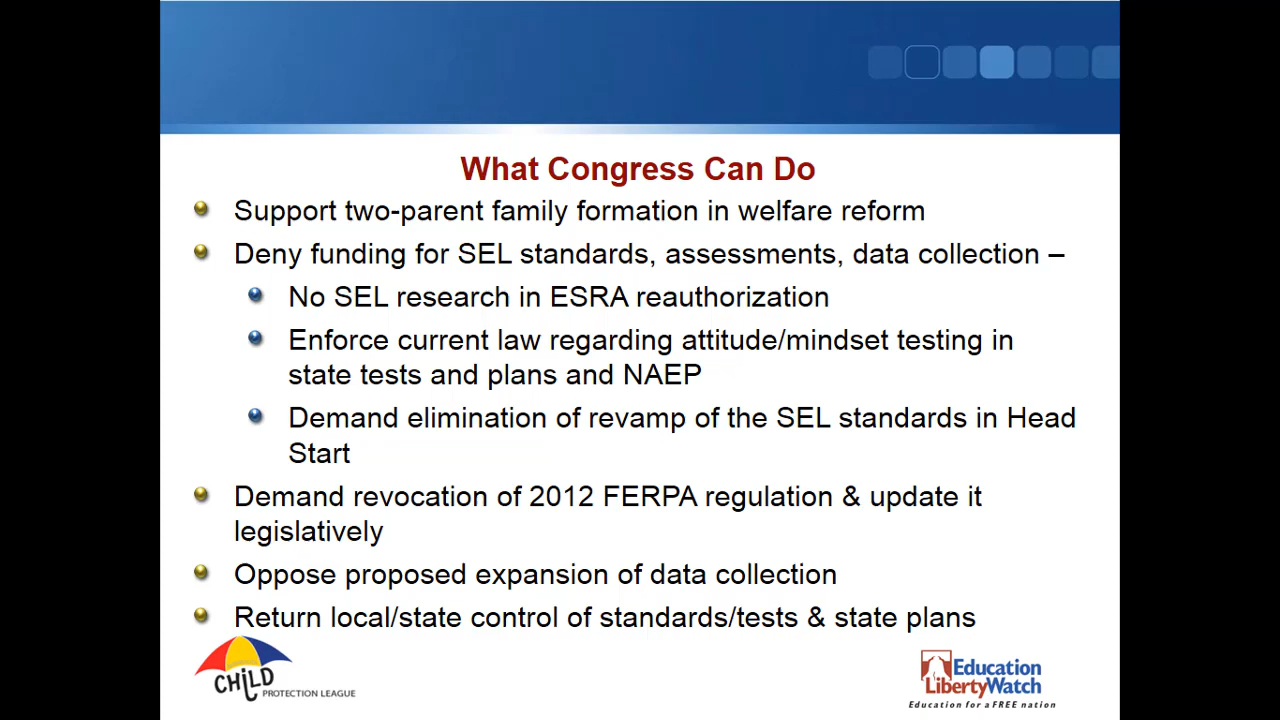 What Congress Can Do
Support two-parent family formation in welfare reform
Deny funding for SEL standards, assessments, data collection –
No SEL research in ESRA reauthorization
Enforce current law regarding attitude/mindset testing in
state tests and plans and NAEP
Demand elimination of revamp of the SEL standards in Head
Start
Demand revocation of 2012 FERPA regulation & update it
legislatively
Oppose proposed expansion of data collection
Return local/state control of standards/tests & state plans
CHiLD
PROTECTION LEAGUE
Education
LibertyWatch
Education for a FREE nation